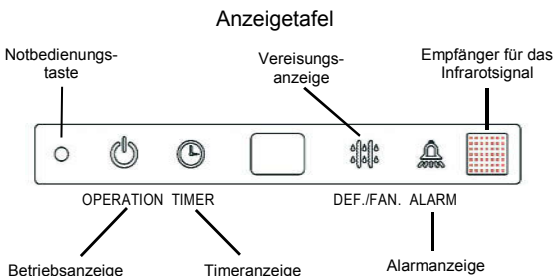 Anzeigetafel
Notbedienungs-
taste
Vereisungs-
anzeige
Empfänger für das
Infrarotsignal
OPERATION TIMER DEF./FAN. ALARM
Betriebsanzeige Timeranzeige Alarmanzeige